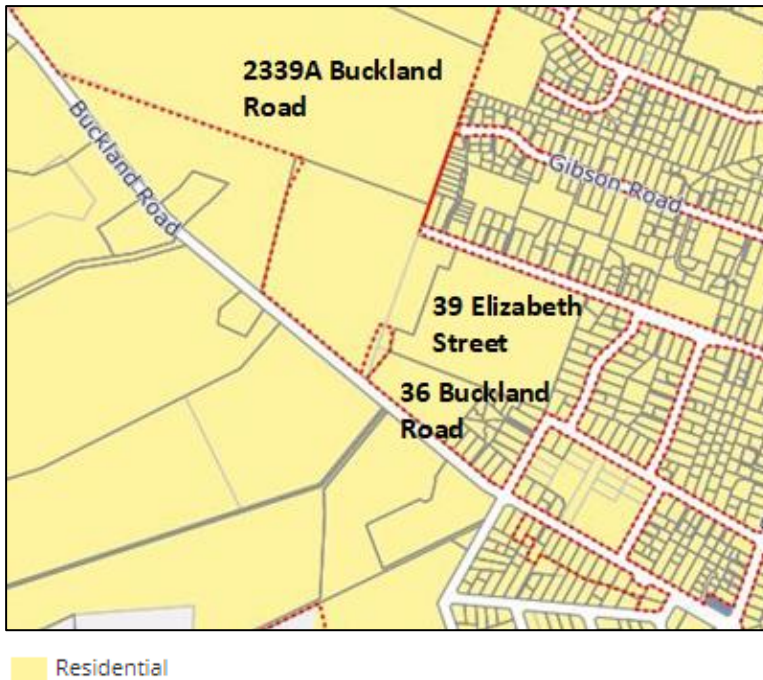 2339A Buckland
Road
Buckland Road
Gibson Road
39 Elizabeth
Street
36 Buckland
Road
Residential